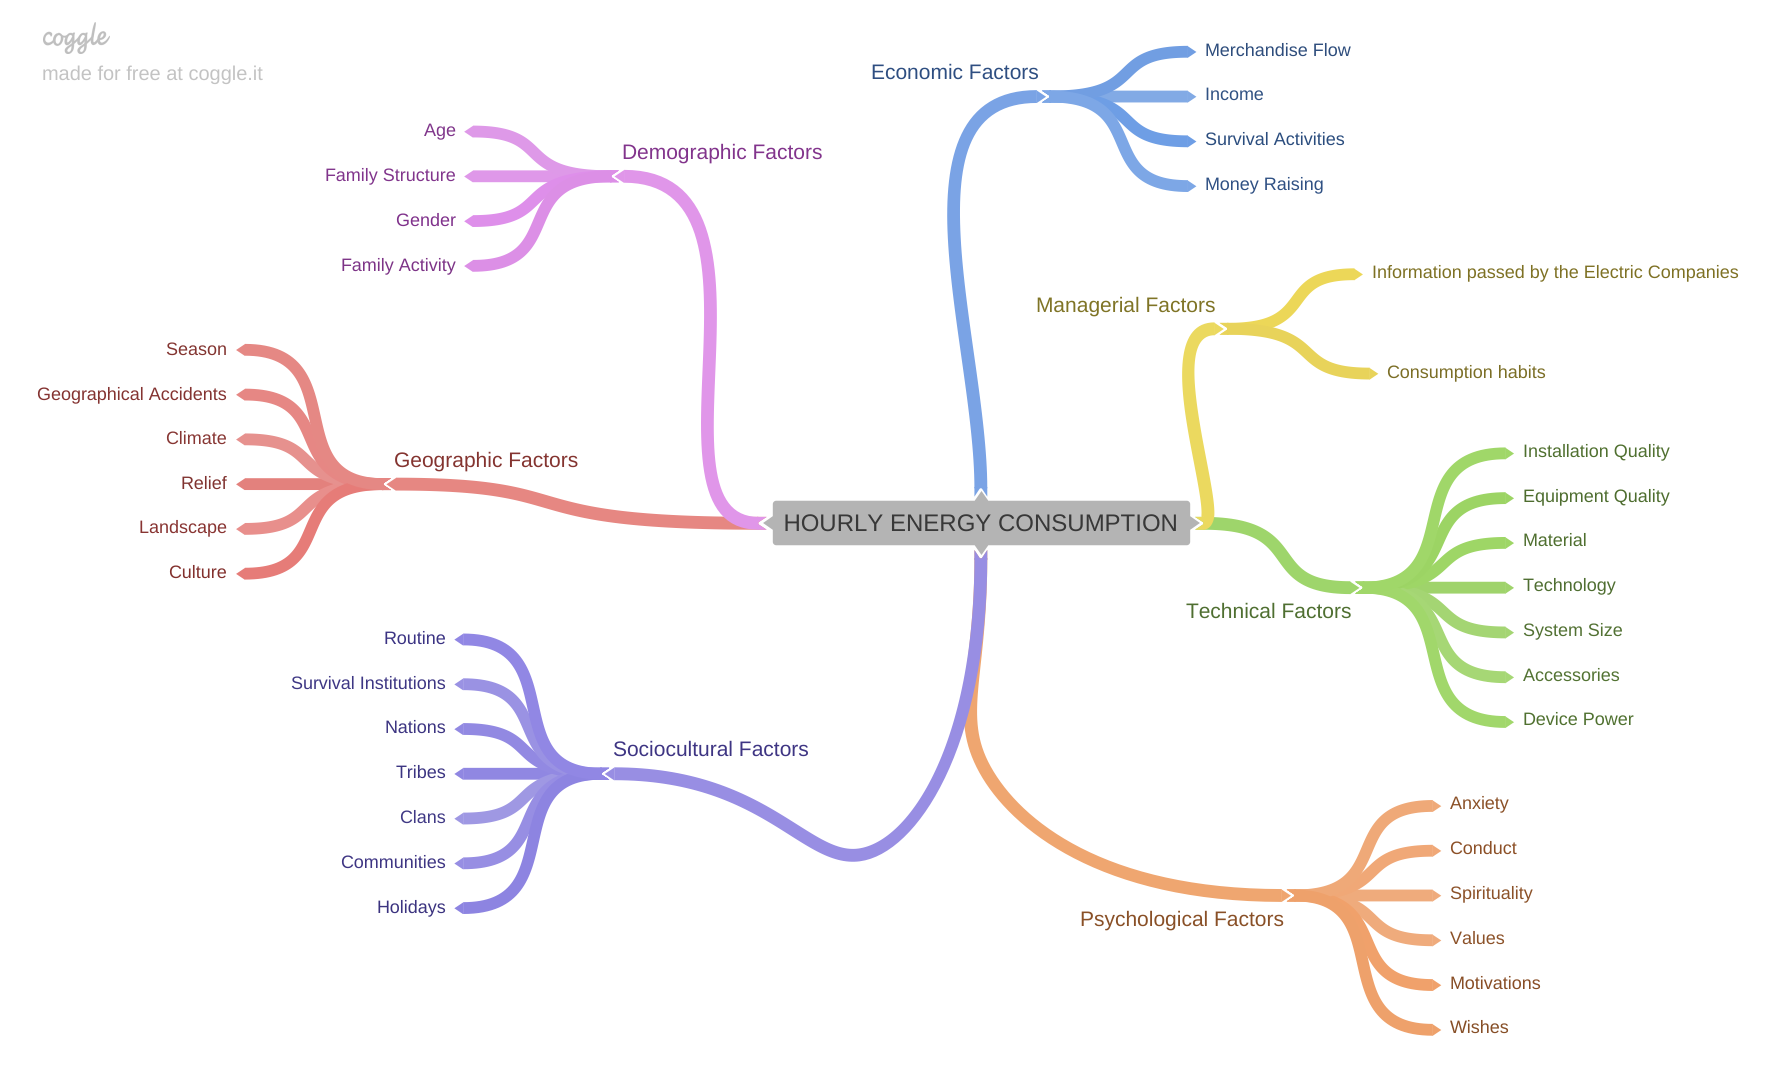 coggle
made for free at coggle.it
Economic Factors
Merchandise Flow
Income
Survival Activities
Money Raising
Demographic Factors
Age
Family Structure
Gender
Family Activity
Managerial Factors
Information passed by the Electric Companies
Consumption habits
Geographic Factors
Season
Geographical Accidents
Climate
Relief
Landscape
Culture
HOURLY ENERGY CONSUMPTION
Technical Factors
Installation Quality
Equipment Quality
Material
Technology
System Size
Accessories
Device Power
Sociocultural Factors
Routine
Survival Institutions
Nations
Tribes
Clans
Communities
Holidays
Psychological Factors
Anxiety
Conduct
Spirituality
Values
Motivations
Wishes